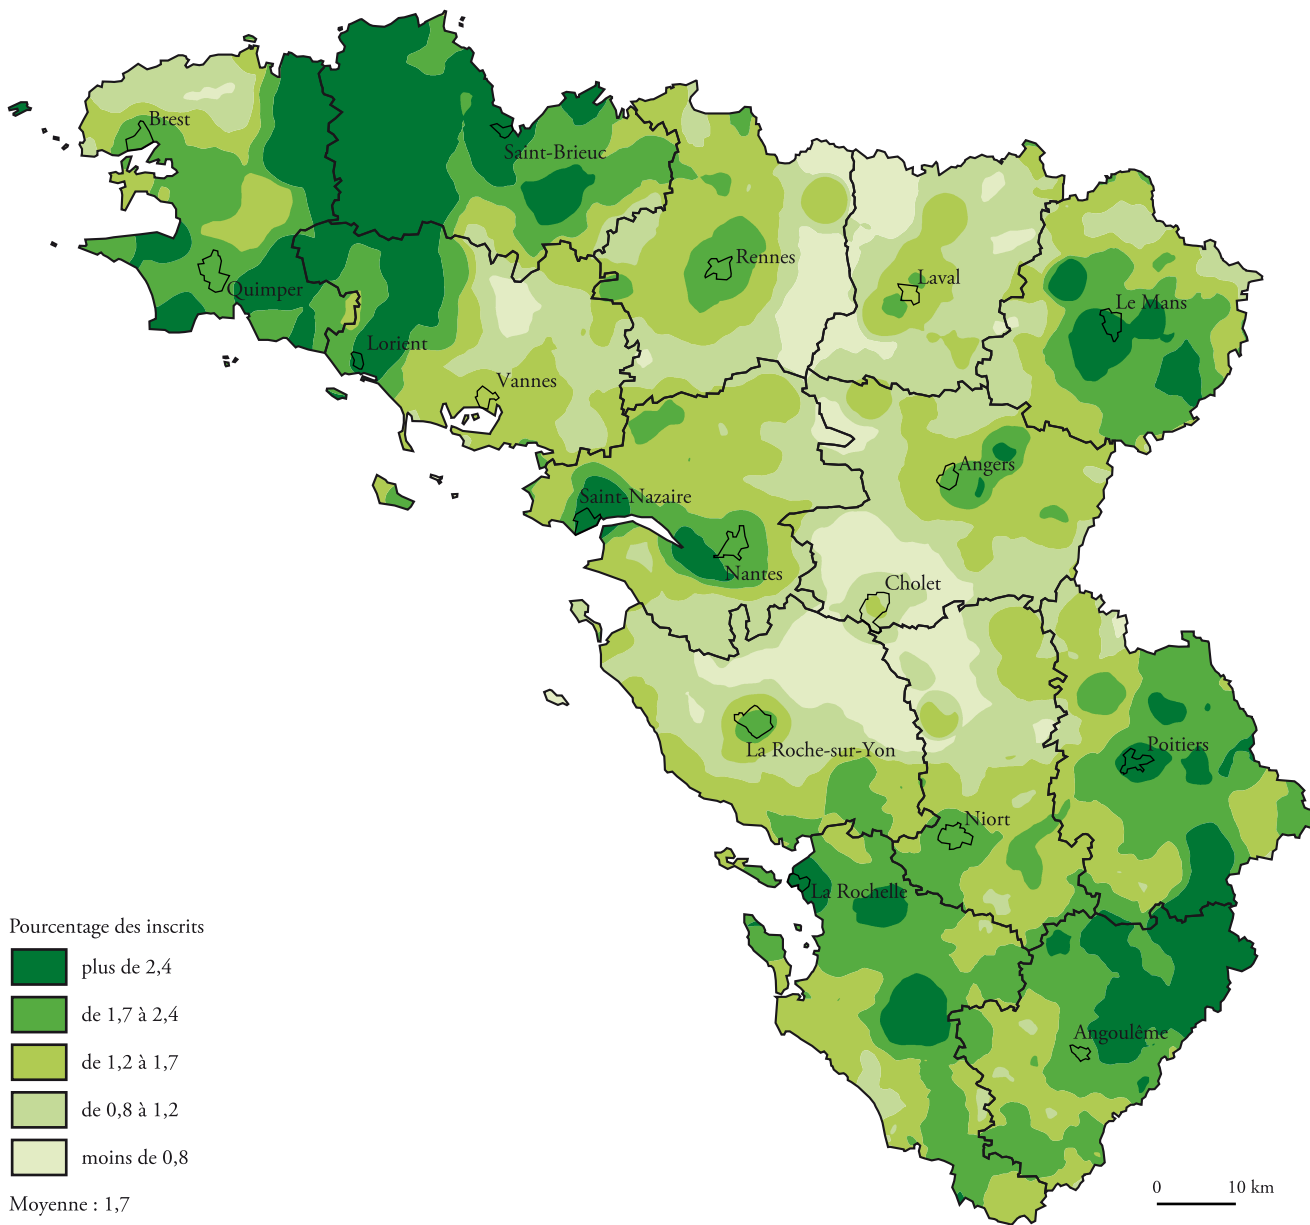 Brest
Saint-Brieuc
Rennes
Laval
Quimper
Le Mans
Lorient
Vannes
Angers
Saint-Nazaire
Nantes
Cholet
La Roche-sur-Yon
Poitiers
Niort
La Rochelle
Angoulême
Pourcentage des inscrits
plus de 2,4
de 1,7 à 2,4
de 1,2 à 1,7
de 0,8 à 1,2
moins de 0,8
Moyenne : 1,7
0 10 km